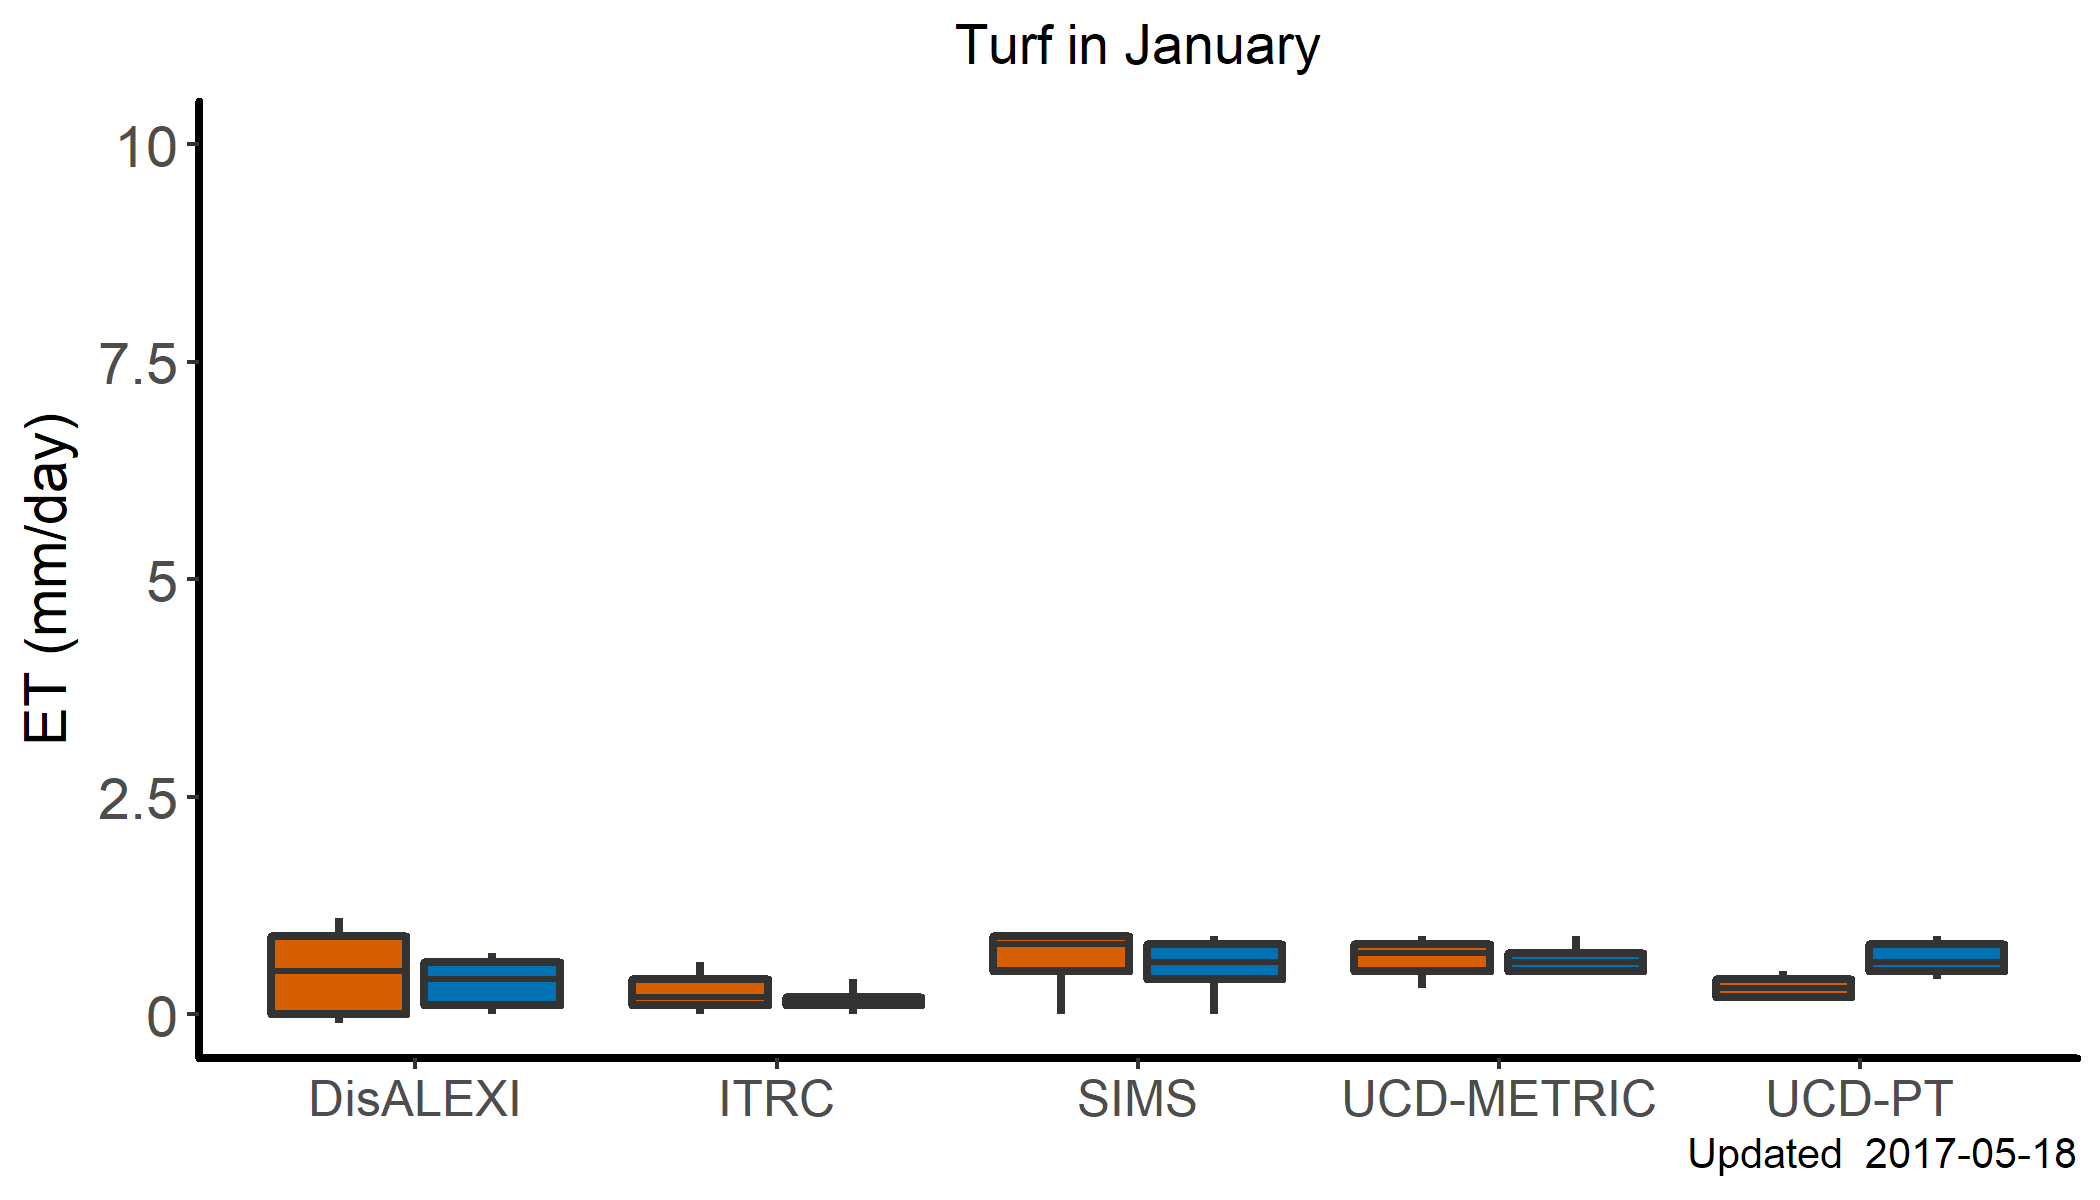 Turf in January
10
7.5
5
2.5
0
ET (mm/day)
DisALEXI ITRC SIMS UCD-METRIC UCD-PT
Updated  2017-05-18